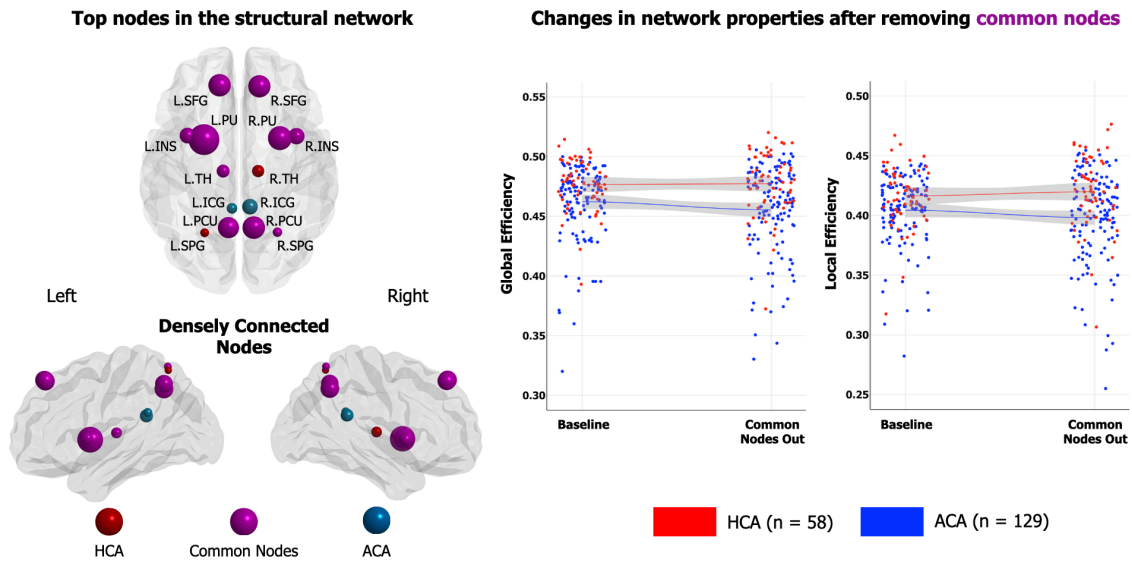 Top nodes in the structural network
L.SFG
R.SFG
L.PU
R.PU
L.INS
R.INS
L.TH
R.TH
L.ICG
R.ICG
L.PCU
R.PCU
L.SPG
R.SPG
Left
Right
Densely Connected
Nodes
HCA
Common Nodes
ACA
Changes in network properties after removing common nodes
Global Efficiency
0.55
0.50
0.45
0.40
0.35
0.30
Baseline
Common
Nodes Out
Local Efficiency
0.50
0.45
0.40
0.35
0.30
0.25
Baseline
Common
Nodes Out
HCA (n = 58)
ACA (n = 129)